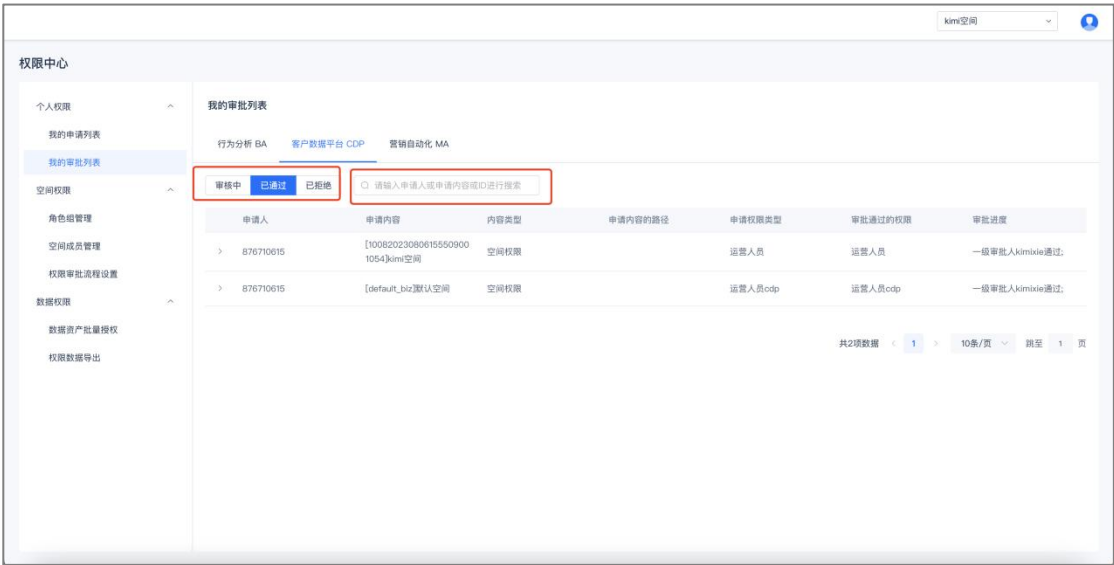 kimi空间
权限中心
个人权限
我的申请列表
我的审批列表
空间权限
角色组管理
空间成员管理
权限审批流程设置
数据权限
数据资产批量授权
权限数据导出
我的审批列表
行为分析 BA 客户数据平台 CDP 营销自动化 MA
审核中 已通过 已拒绝 请输入申请人或申请内容或ID进行搜索
申请人 申请内容 内容类型 申请内容的路径 申请权限类型 审批通过的权限 审批进度
876710615 [10082023080615550900 空间权限 运营人员 运营人员 一级审批人kimixie通过;
1054]kimi空间
876710615 [default_biz]默认空间 空间权限 运营人员cdp 运营人员cdp 一级审批人kimixie通过;
共2项数据 < 1 > 10条/页 跳至 1 页